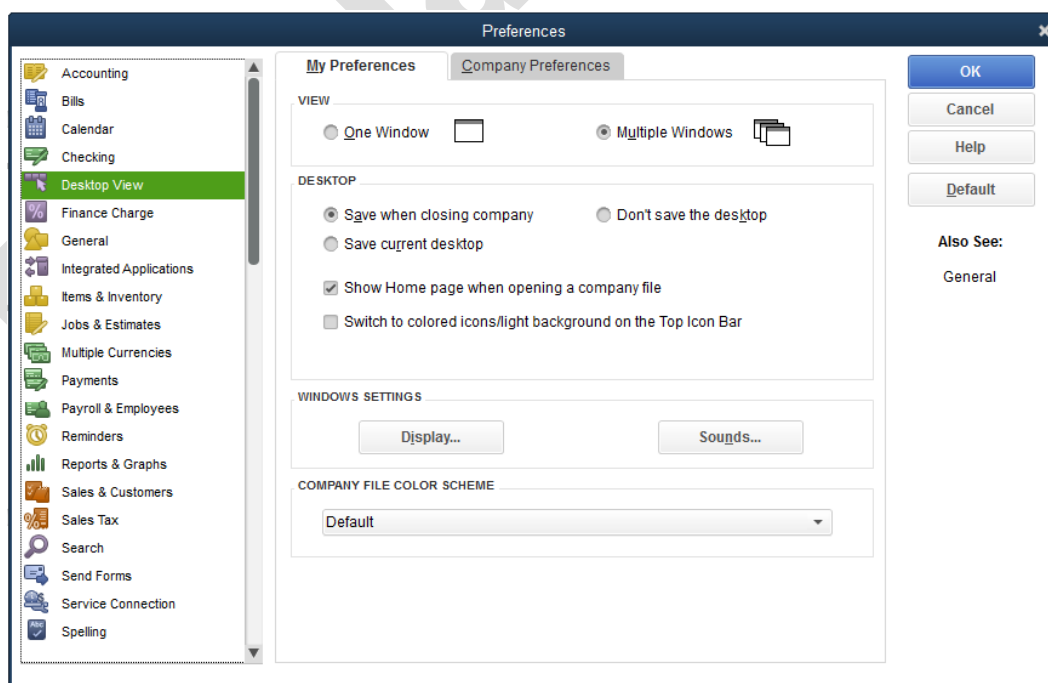 Preferences
Accounting
Bills
Calendar
Checking
Desktop View
Finance Charge
General
Integrated Applications
Items & Inventory
Jobs & Estimates
Multiple Currencies
Payments
Payroll & Employees
Reminders
Reports & Graphs
Sales & Customers
Sales Tax
Search
Send Forms
Service Connection
Spelling
My Preferences Company Preferences
VIEW
One Window Multiple Windows
DESKTOP
Save when closing company Don't save the desktop
Save current desktop
Show Home page when opening a company file
Switch to colored icons/light background on the Top Icon Bar
WINDOWS SETTINGS
Display... Sounds...
COMPANY FILE COLOR SCHEME
Default
OK
Cancel
Help
Default
Also See:
General